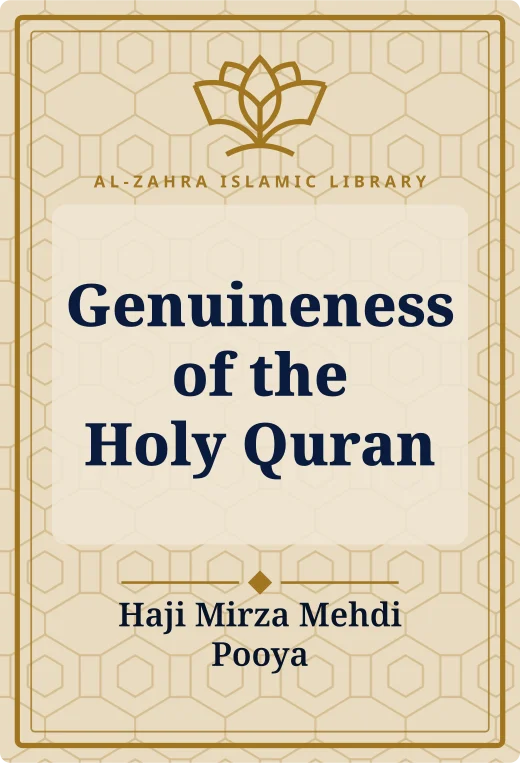 AL-ZAHRA ISLAMIC LIBRARY
Genuineness
of the
Holy Quran
Haji Mirza Mehdi
Pooya